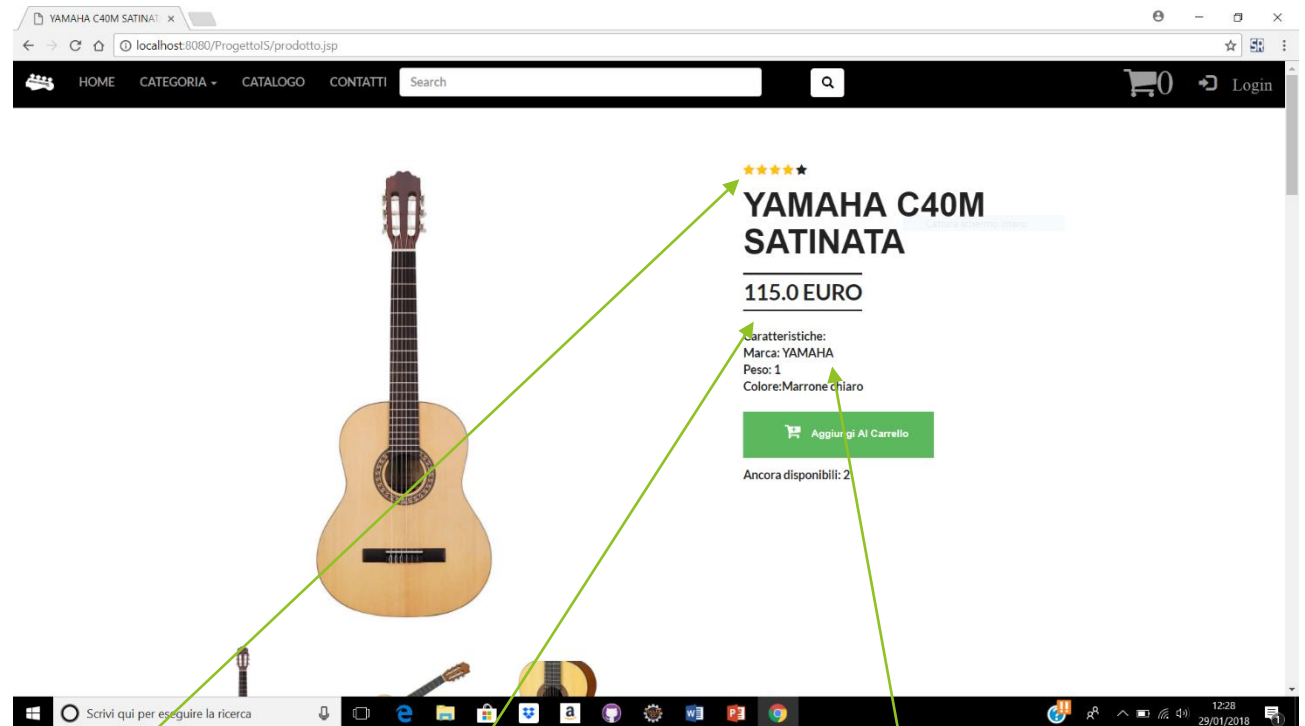 YAMAHA C40M SATINAT
localhost:8080/ProgettoIS/prodotto.jsp
HOME CATEGORIA CATALOGO CONTATTI Search 0 Login
YAMAHA C40M
SATINATA
115.0 EURO
Caratteristiche:
Marca: YAMAHA
Peso: 1
Colore:Marrone chiaro
Aggiungi Al Carrello
Ancora disponibili: 2
Scrivi qui per eseguire la ricerca
12:28
29/01/2018